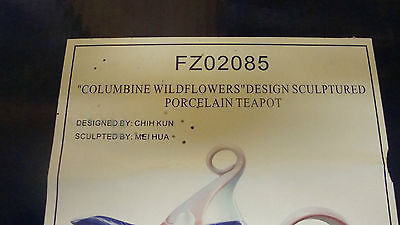 FZ02085
"COLUMBINE WILDFLOWERS"DESIGN SCULPTURED
PORCELAIN TEAPOT
DESIGNED BY: CHIH KUN
SCULPTED BY: MEI HUA